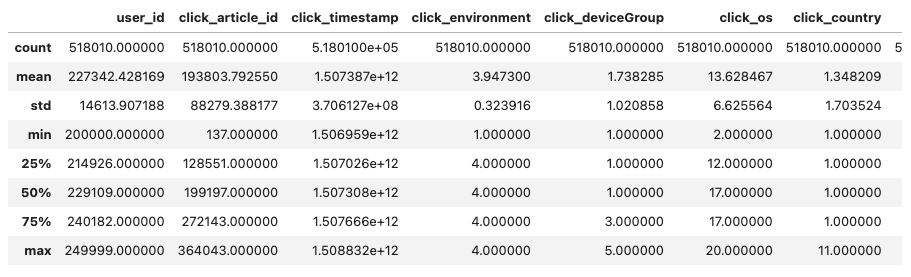 user_id click_article_id click_timestamp click_environment click_deviceGroup click_os click_country
count 518010.000000 518010.000000 5.180100e+05 518010.000000 518010.000000 518010.000000 518010.000000 5
mean 227342.428169 193803.792550 1.507387e+12 3.947300 1.738285 13.628467 1.348209
std 14613.907188 88279.388177 3.706127e+08 0.323916 1.020858 6.625564 1.703524
min 200000.000000 137.000000 1.506959e+12 1.000000 1.000000 2.000000 1.000000
25% 214926.000000 128551.000000 1.507026e+12 4.000000 1.000000 12.000000 1.000000
50% 229109.000000 199197.000000 1.507308e+12 4.000000 1.000000 17.000000 1.000000
75% 240182.000000 272143.000000 1.507666e+12 4.000000 3.000000 17.000000 1.000000
max 249999.000000 364043.000000 1.508832e+12 4.000000 5.000000 20.000000 11.000000